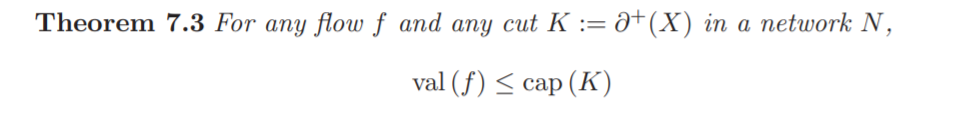 Theorem 7.3 For any flow f and any cut K := ∂⁺(X) in a network N,
val (f) ≤ cap (K)